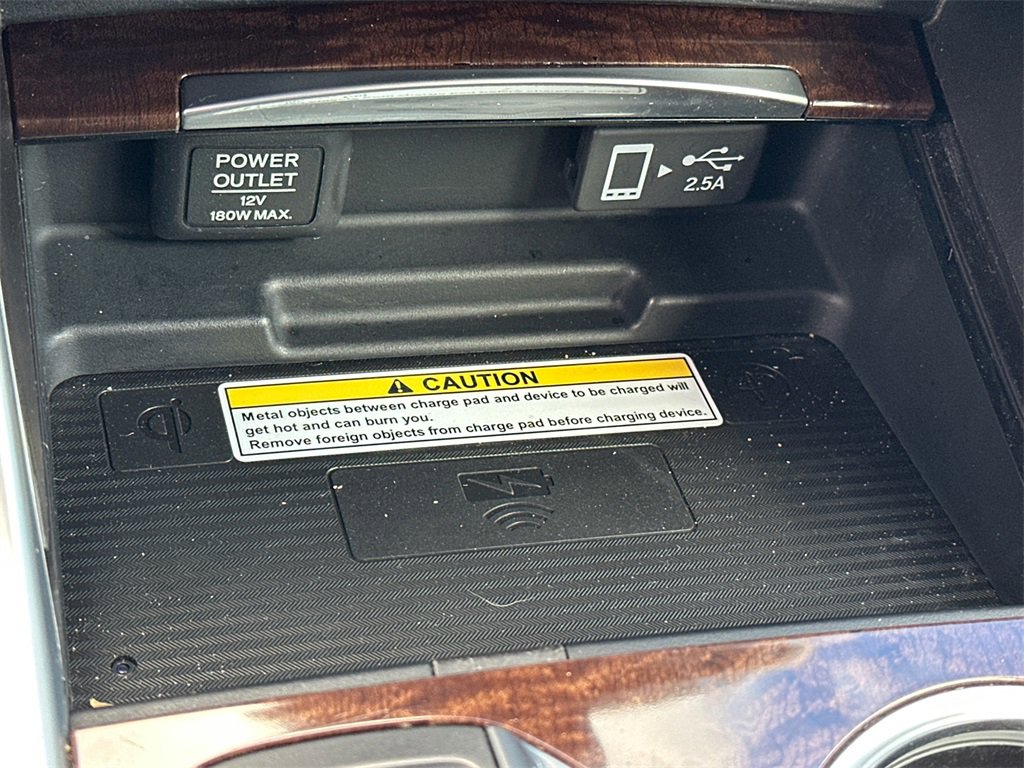 POWER
OUTLET
12V
180W MAX.
2.5A
CAUTION
Metal objects between charge pad and device to be charged will
get hot and can burn you.
Remove foreign objects from charge pad before charging device.